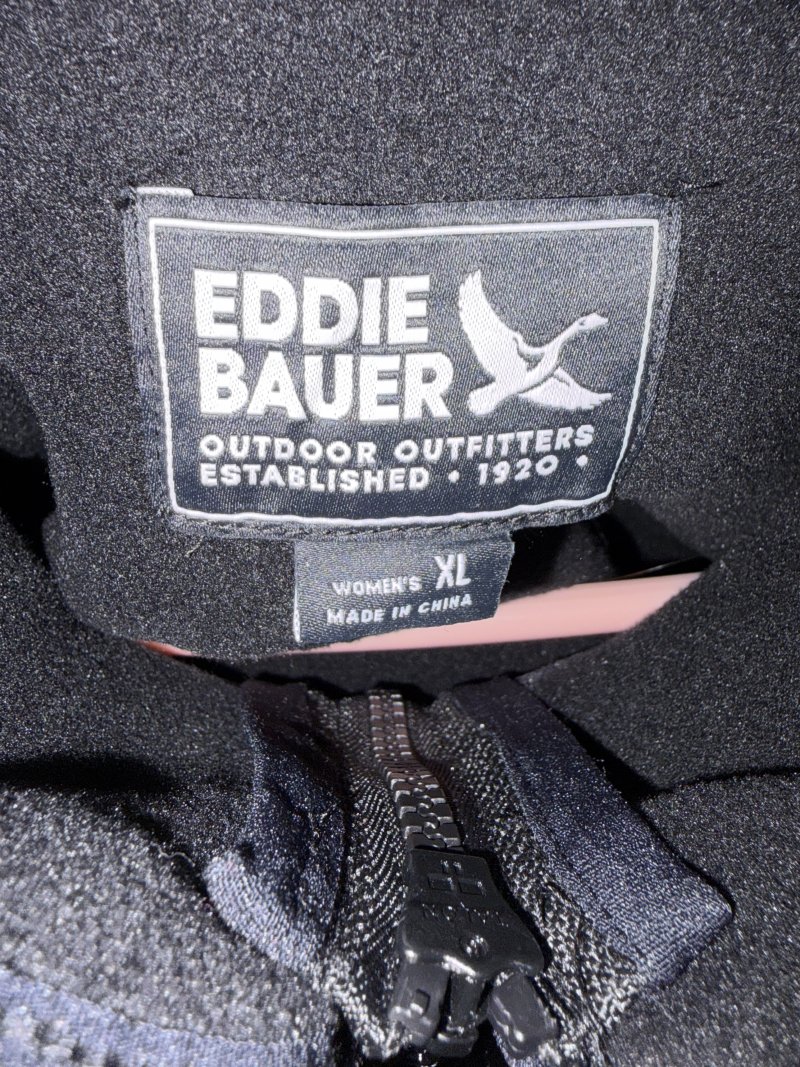 EDDIE
BAUER
OUTDOOR OUTFITTERS
ESTABLISHED • 1920 •
WOMEN'S XL
MADE IN CHINA